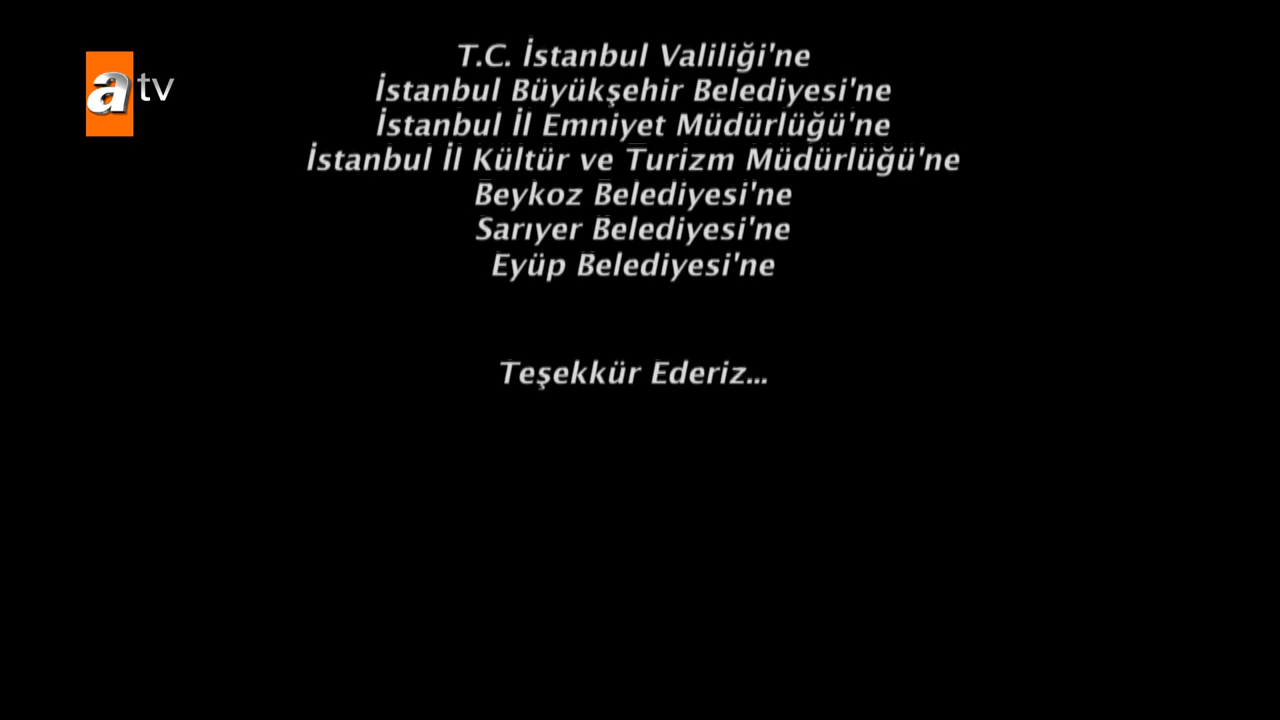 atv
T.C. İstanbul Valiliği'ne
İstanbul Büyükşehir Belediyesi'ne
İstanbul İl Emniyet Müdürlüğü'ne
İstanbul İl Kültür ve Turizm Müdürlüğü'ne
Beykoz Belediyesi'ne
Sarıyer Belediyesi'ne
Eyüp Belediyesi'ne
Teşekkür Ederiz...